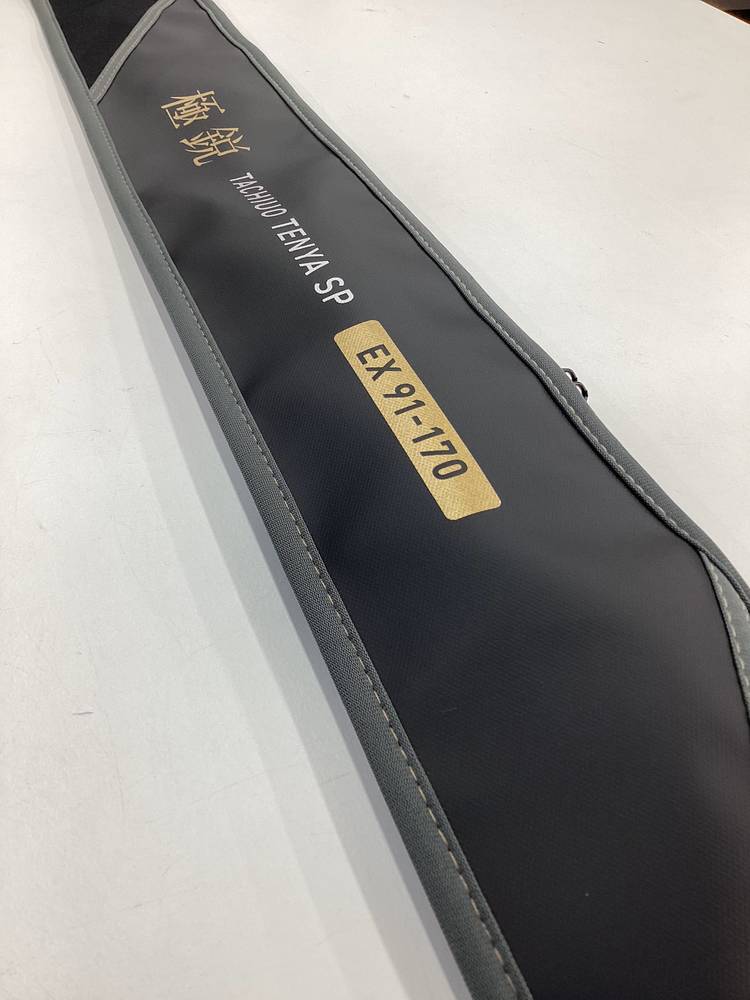 極鋭
TACHIUO TENYA SP
EX 91-170